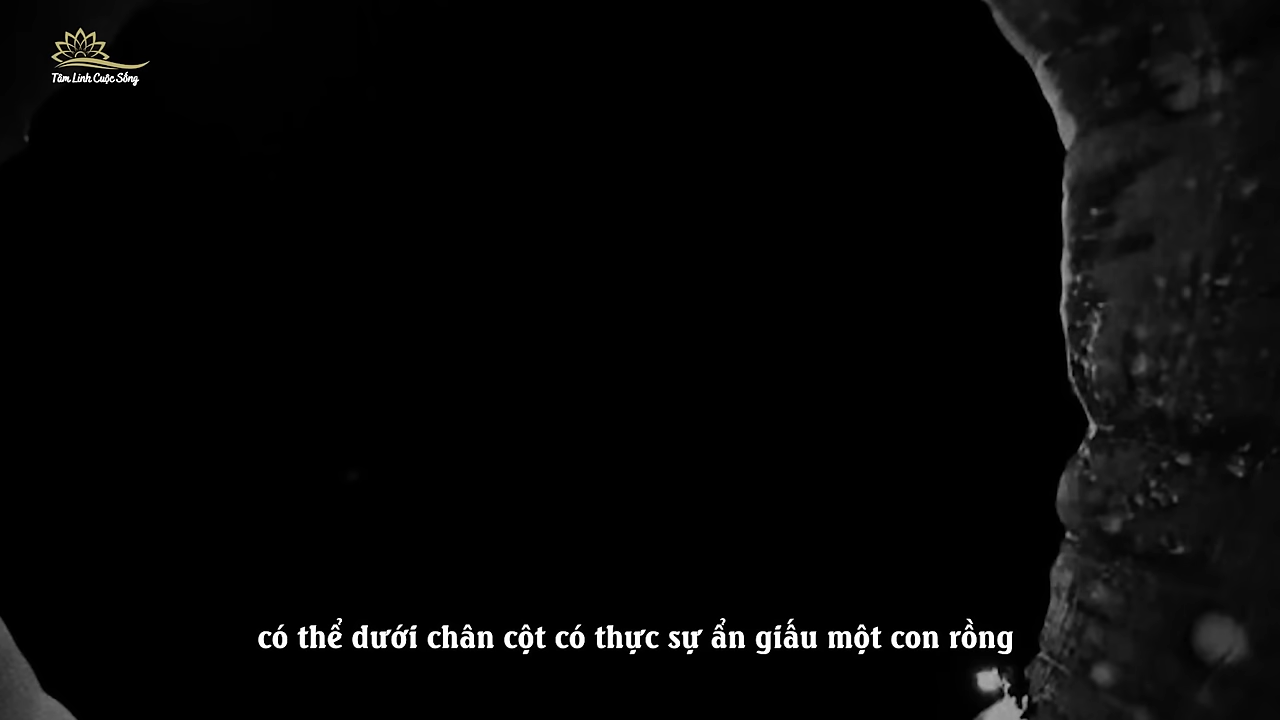 Tâm Linh Cuộc Sống
có thể dưới chân cột có thực sự ẩn giấu một con rồng